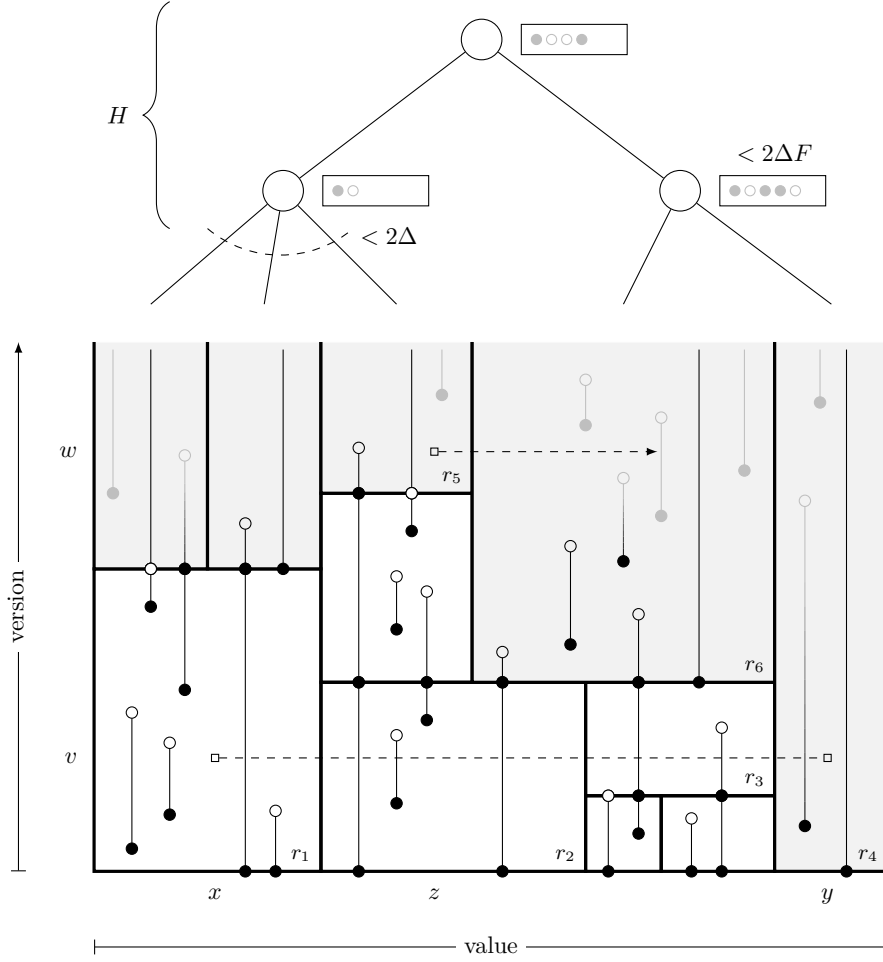 H
< 2ΔF
< 2Δ
w
r₅
version
r₆
v
r₃
r₁
r₂
r₄
x
z
y
value